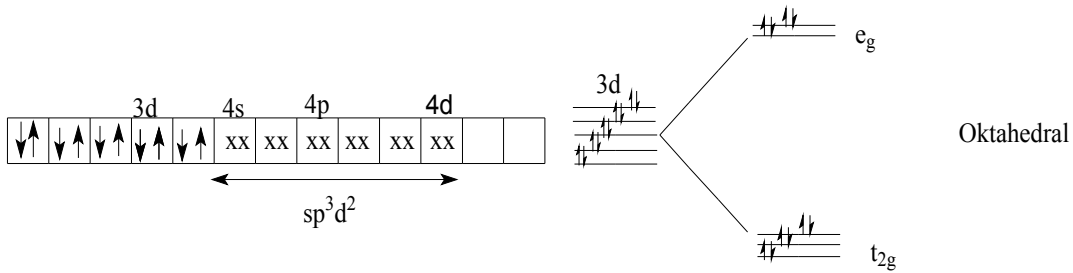 3d 4s 4p 4d
xx xx xx xx xx xx
sp³d²
3d
e_g
t_2g
Oktahedral